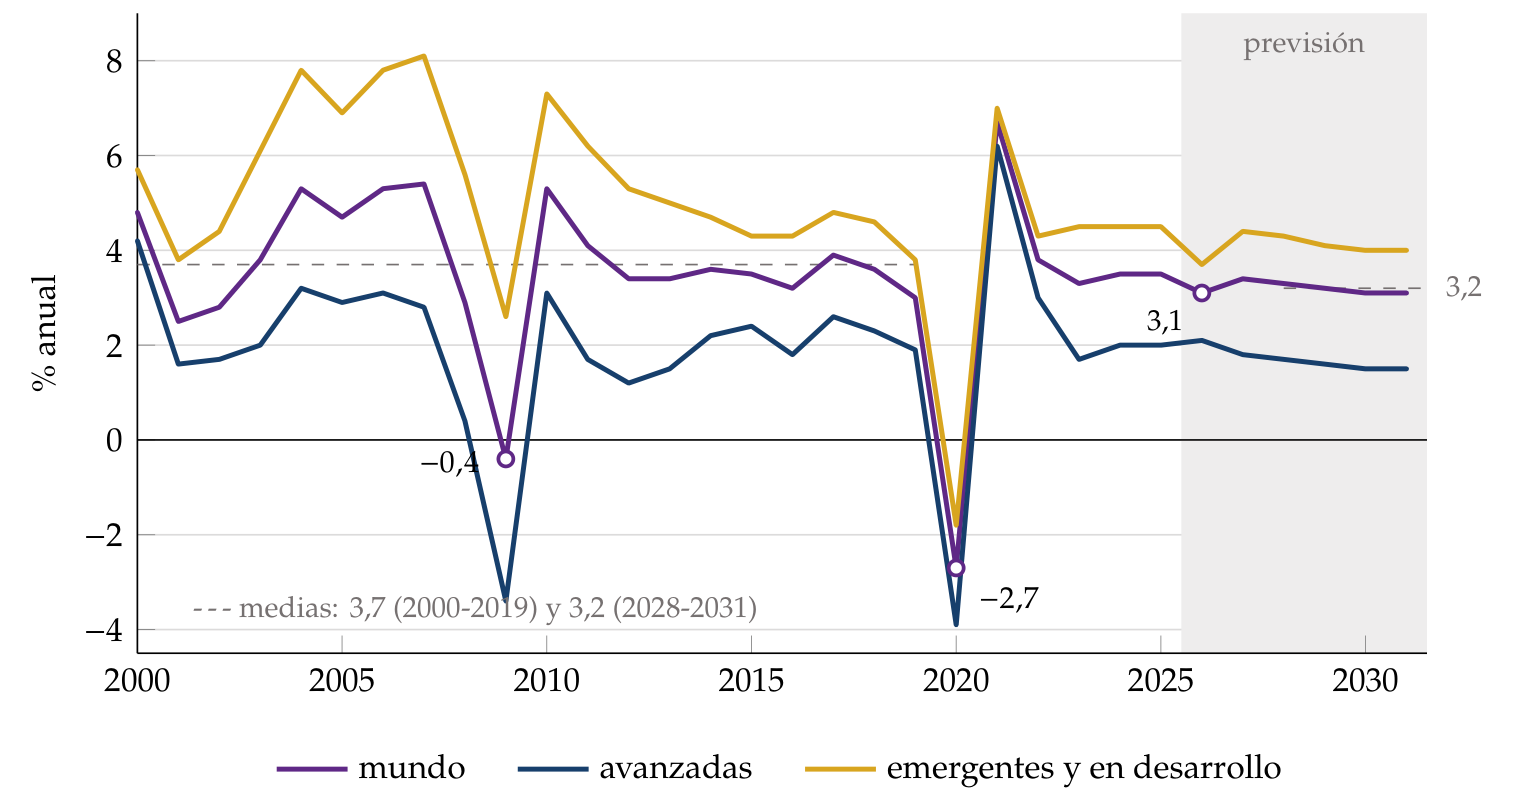 previsión
8
6
4
2
0
−2
−4
% anual
3,2
3,1
−0,4
−2,7
--- medias: 3,7 (2000-2019) y 3,2 (2028-2031)
2000 2005 2010 2015 2020 2025 2030
mundo avanzadas emergentes y en desarrollo